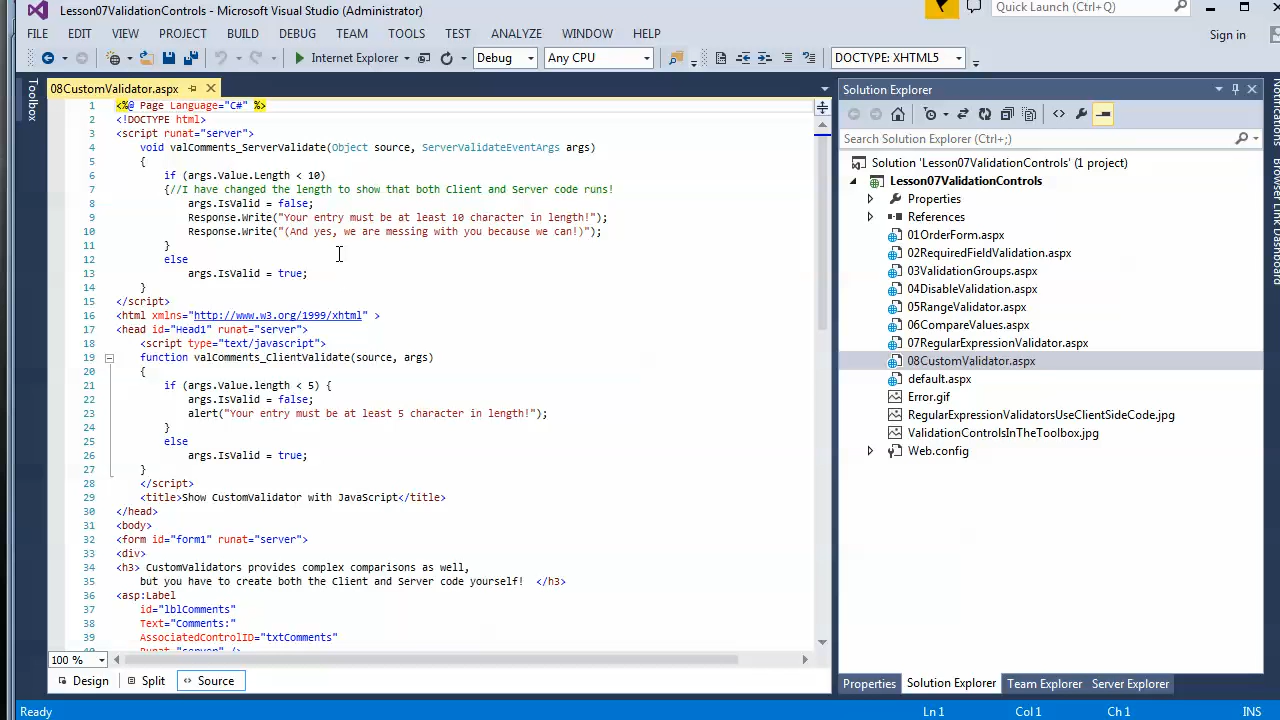 Lesson07ValidationControls - Microsoft Visual Studio (Administrator)
Quick Launch (Ctrl+Q)
FILE EDIT VIEW PROJECT BUILD DEBUG TEAM TOOLS TEST ANALYZE WINDOW HELP
Sign in
Internet Explorer
Debug
Any CPU
DOCTYPE: XHTML5
Toolbox
08CustomValidator.aspx
1 <%@ Page Language="C#" %>
2 <!DOCTYPE html>
3 <script runat="server">
4 void valComments_ServerValidate(Object source, ServerValidateEventArgs args)
5 {
6 if (args.Value.Length < 10)
7 {//I have changed the length to show that both Client and Server code runs!
8 args.IsValid = false;
9 Response.Write("Your entry must be at least 10 character in length!");
10 Response.Write("(And yes, we are messing with you because we can!)");
11 }
12 else
13 args.IsValid = true;
14 }
15 </script>
16 <html xmlns="http://www.w3.org/1999/xhtml" >
17 <head id="Head1" runat="server">
18 <script type="text/javascript">
19 function valComments_ClientValidate(source, args)
20 {
21 if (args.Value.length < 5) {
22 args.IsValid = false;
23 alert("Your entry must be at least 5 character in length!");
24 }
25 else
26 args.IsValid = true;
27 }
28 </script>
29 <title>Show CustomValidator with JavaScript</title>
30 </head>
31 <body>
32 <form id="form1" runat="server">
33 <div>
34 <h3> CustomValidators provides complex comparisons as well,
35 but you have to create both the Client and Server code yourself! </h3>
36 <asp:Label
37 id="lblComments"
38 Text="Comments:"
39 AssociatedControlID="txtComments"
Runat="server" />
100 %
Design
Split
Source
Solution Explorer
Search Solution Explorer (Ctrl+;)
Solution 'Lesson07ValidationControls' (1 project)
Lesson07ValidationControls
Properties
References
01OrderForm.aspx
02RequiredFieldValidation.aspx
03ValidationGroups.aspx
04DisableValidation.aspx
05RangeValidator.aspx
06CompareValues.aspx
07RegularExpressionValidator.aspx
08CustomValidator.aspx
default.aspx
Error.gif
RegularExpressionValidatorsUseClientSideCode.jpg
ValidationControlsInTheToolbox.jpg
Web.config
Properties
Solution Explorer
Team Explorer
Server Explorer
Notifications
Browser Link Dashboard
Ready
Ln 1
Col 1
Ch 1
INS